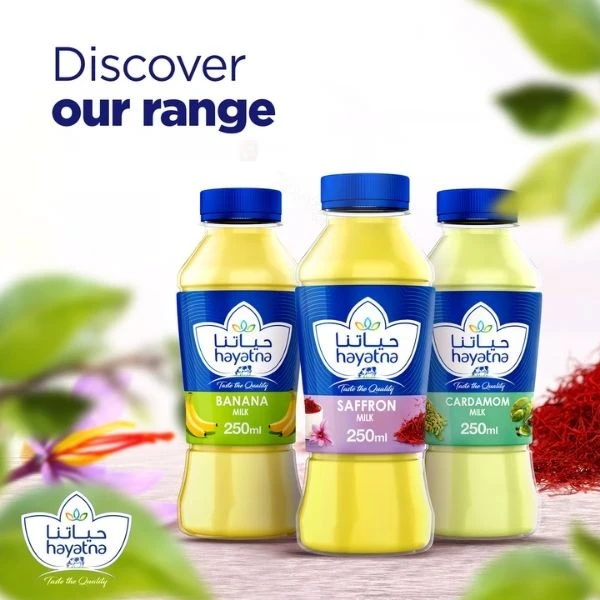 Discover
our range
حياتنا
hayatna
Taste the Quality
BANANA
MILK
250ml
حياتنا
hayatna
Taste the Quality
SAFFRON
MILK
250ml
حياتنا
hayatna
Taste the Quality
CARDAMOM
MILK
250ml
حياتنا
hayatna
Taste the Quality